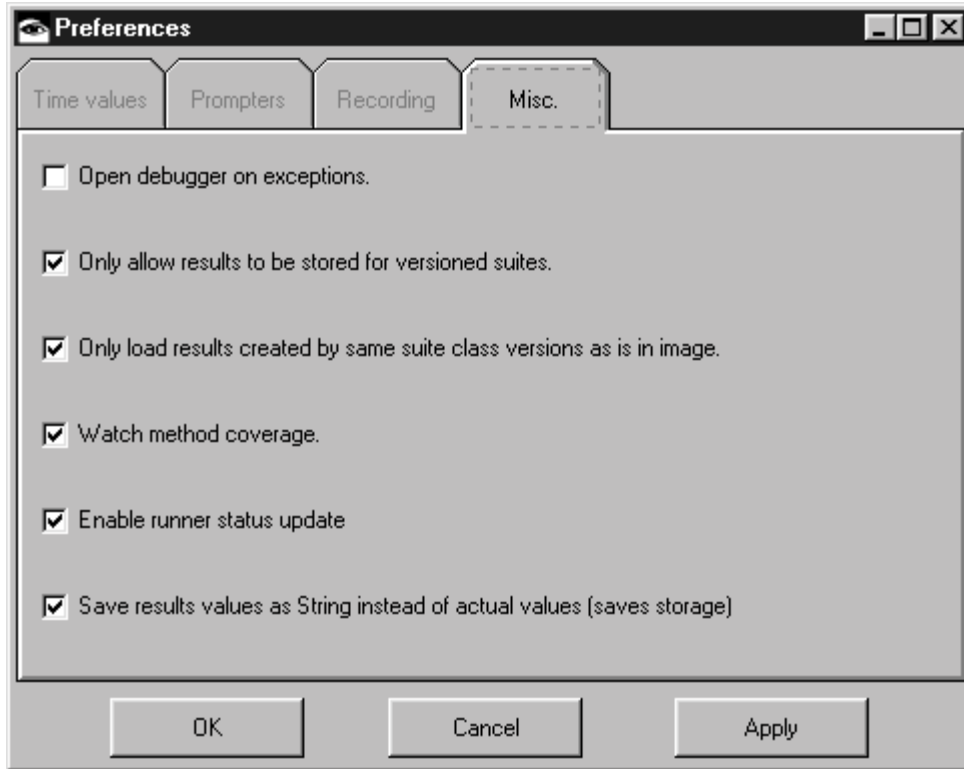 Preferences
Time values
Prompters
Recording
Misc.
Open debugger on exceptions.
Only allow results to be stored for versioned suites.
Only load results created by same suite class versions as is in image.
Watch method coverage.
Enable runner status update
Save results values as String instead of actual values (saves storage)
OK
Cancel
Apply